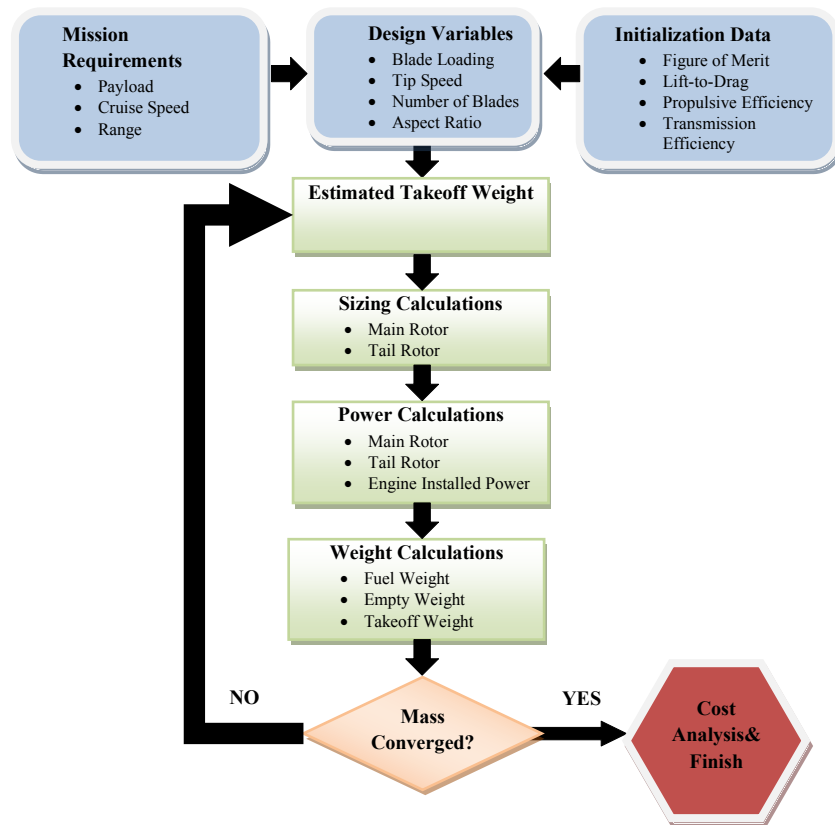 Mission
Requirements
• Payload
• Cruise Speed
• Range
Design Variables
• Blade Loading
• Tip Speed
• Number of Blades
• Aspect Ratio
Initialization Data
• Figure of Merit
• Lift-to-Drag
• Propulsive Efficiency
• Transmission
Efficiency
Estimated Takeoff Weight
Sizing Calculations
• Main Rotor
• Tail Rotor
Power Calculations
• Main Rotor
• Tail Rotor
• Engine Installed Power
Weight Calculations
• Fuel Weight
• Empty Weight
• Takeoff Weight
NO
Mass
Converged?
YES
Cost
Analysis&
Finish